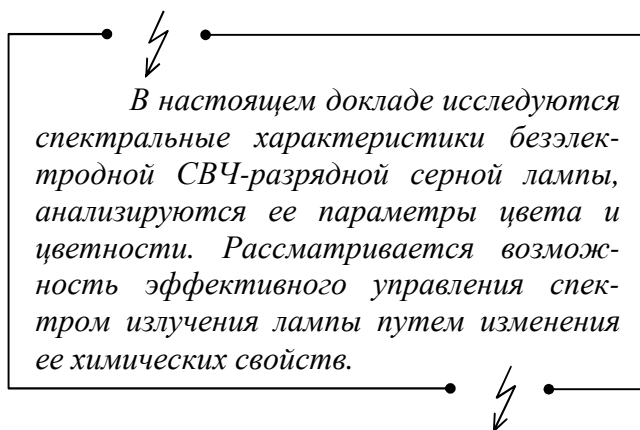 В настоящем докладе исследуются
спектральные характеристики безэлек-
тродной СВЧ-разрядной серной лампы,
анализируются ее параметры цвета и
цветности. Рассматривается возмож-
ность эффективного управления спек-
тром излучения лампы путем изменения
ее химических свойств.